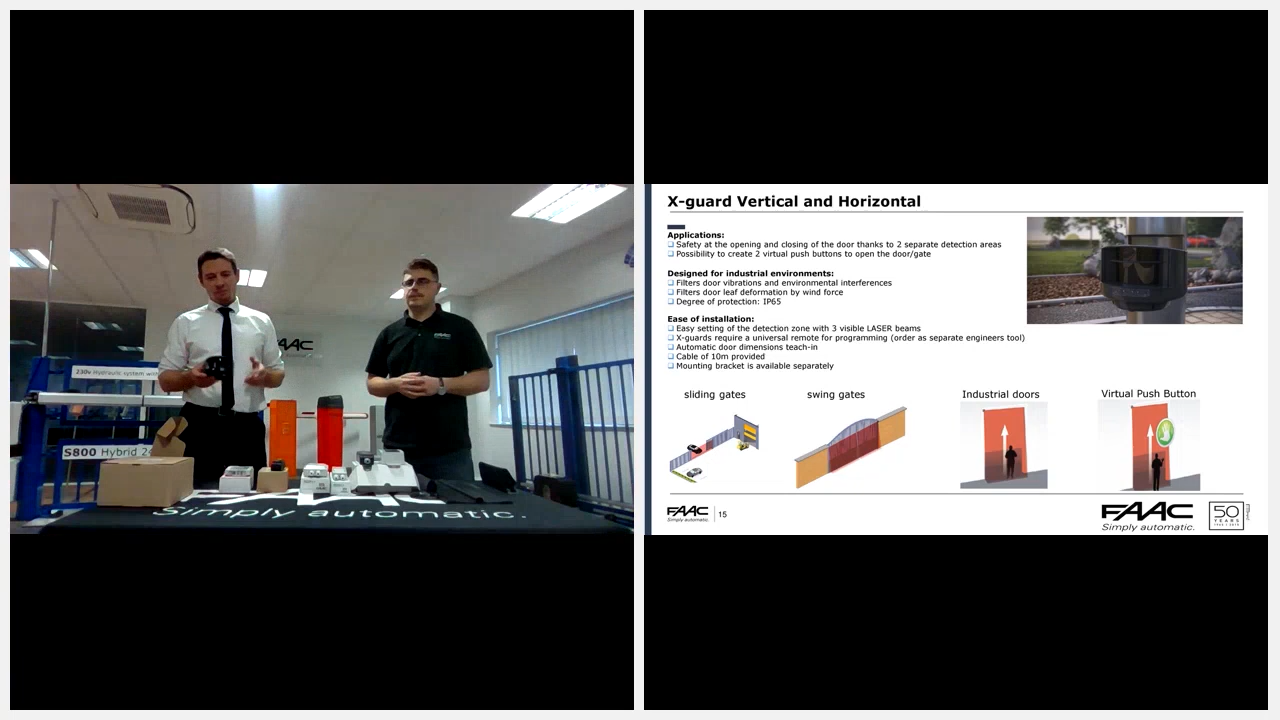 FAAC
230v Hydraulic system with
S800 Hybrid 24
Simply automatic.
X-guard Vertical and Horizontal
Applications:
Safety at the opening and closing of the door thanks to 2 separate detection areas
Possibility to create 2 virtual push buttons to open the door/gate
Designed for industrial environments:
Filters door vibrations and environmental interferences
Filters door leaf deformation by wind force
Degree of protection: IP65
Ease of installation:
Easy setting of the detection zone with 3 visible LASER beams
X-guards require a universal remote for programming (order as separate engineers tool)
Automatic door dimensions teach-in
Cable of 10m provided
Mounting bracket is available separately
sliding gates
swing gates
Industrial doors
Virtual Push Button
FAAC
Simply automatic.
15
FAAC
Simply automatic.
50
YEARS